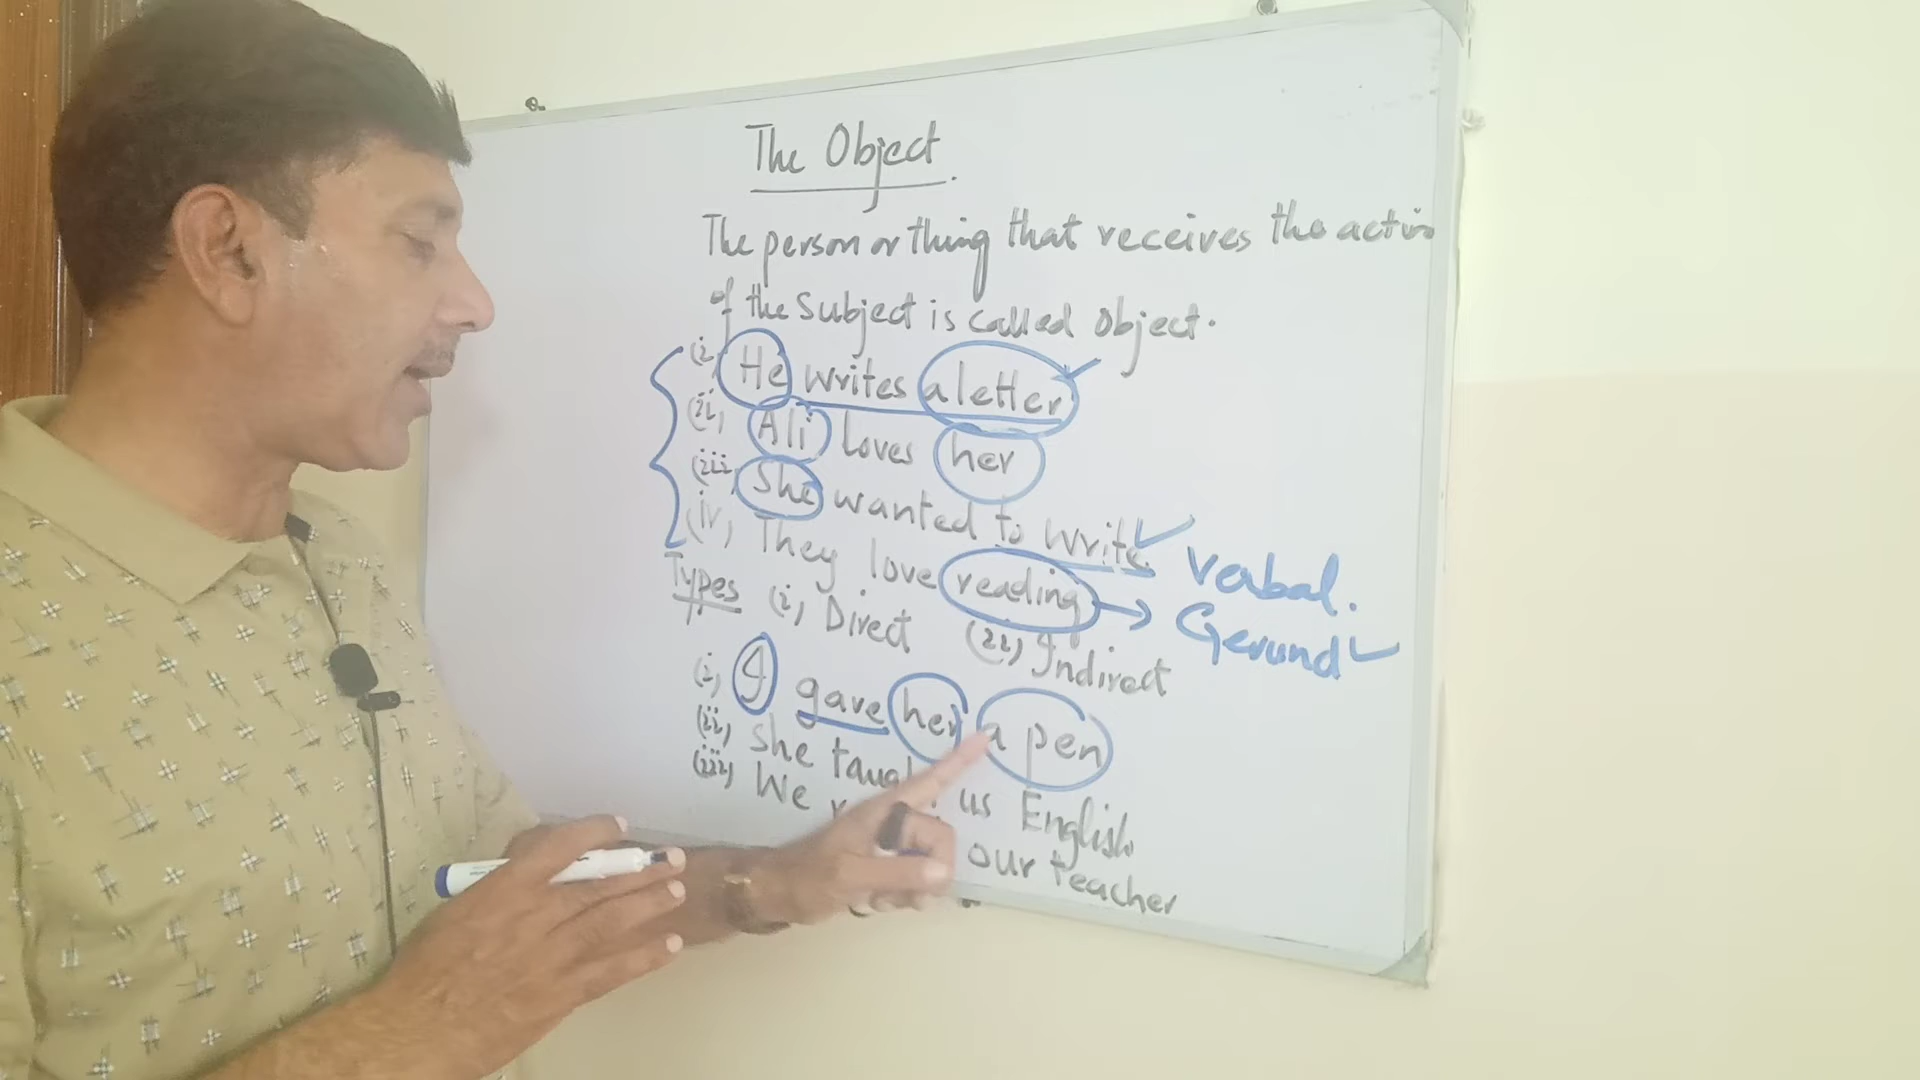 The Object.
The person or thing that receives the action
of the Subject is called object.
(i) He writes a letter
(ii) Ali loves her
(iii) She wanted to write. Verbal.
(iv) They love reading → Gerund
Types (i) Direct (ii) Indirect
(i) I gave her a pen
(ii) She us English
(iii) We our teacher